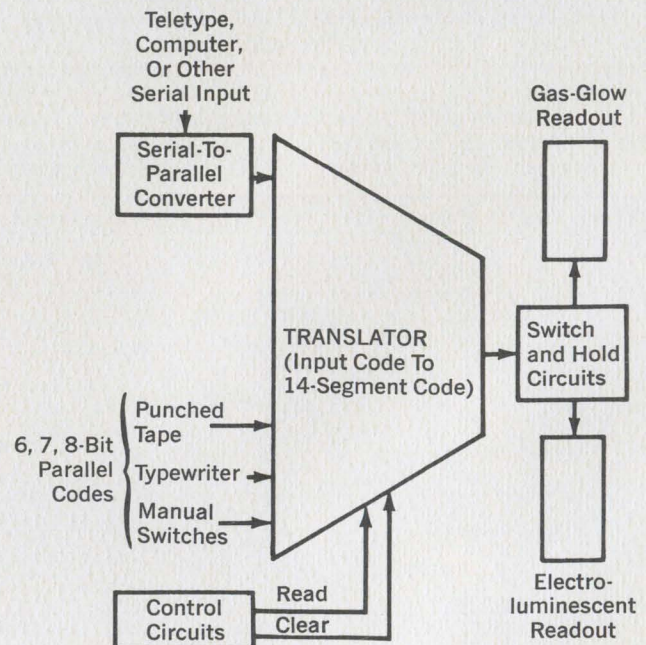 Teletype,
Computer,
Or Other
Serial Input
Serial-To-
Parallel
Converter
Gas-Glow
Readout
TRANSLATOR
(Input Code To
14-Segment Code)
Switch
and Hold
Circuits
6, 7, 8-Bit
Parallel
Codes
Punched
Tape
Typewriter
Manual
Switches
Electro-
luminescent
Readout
Control
Circuits
Read
Clear